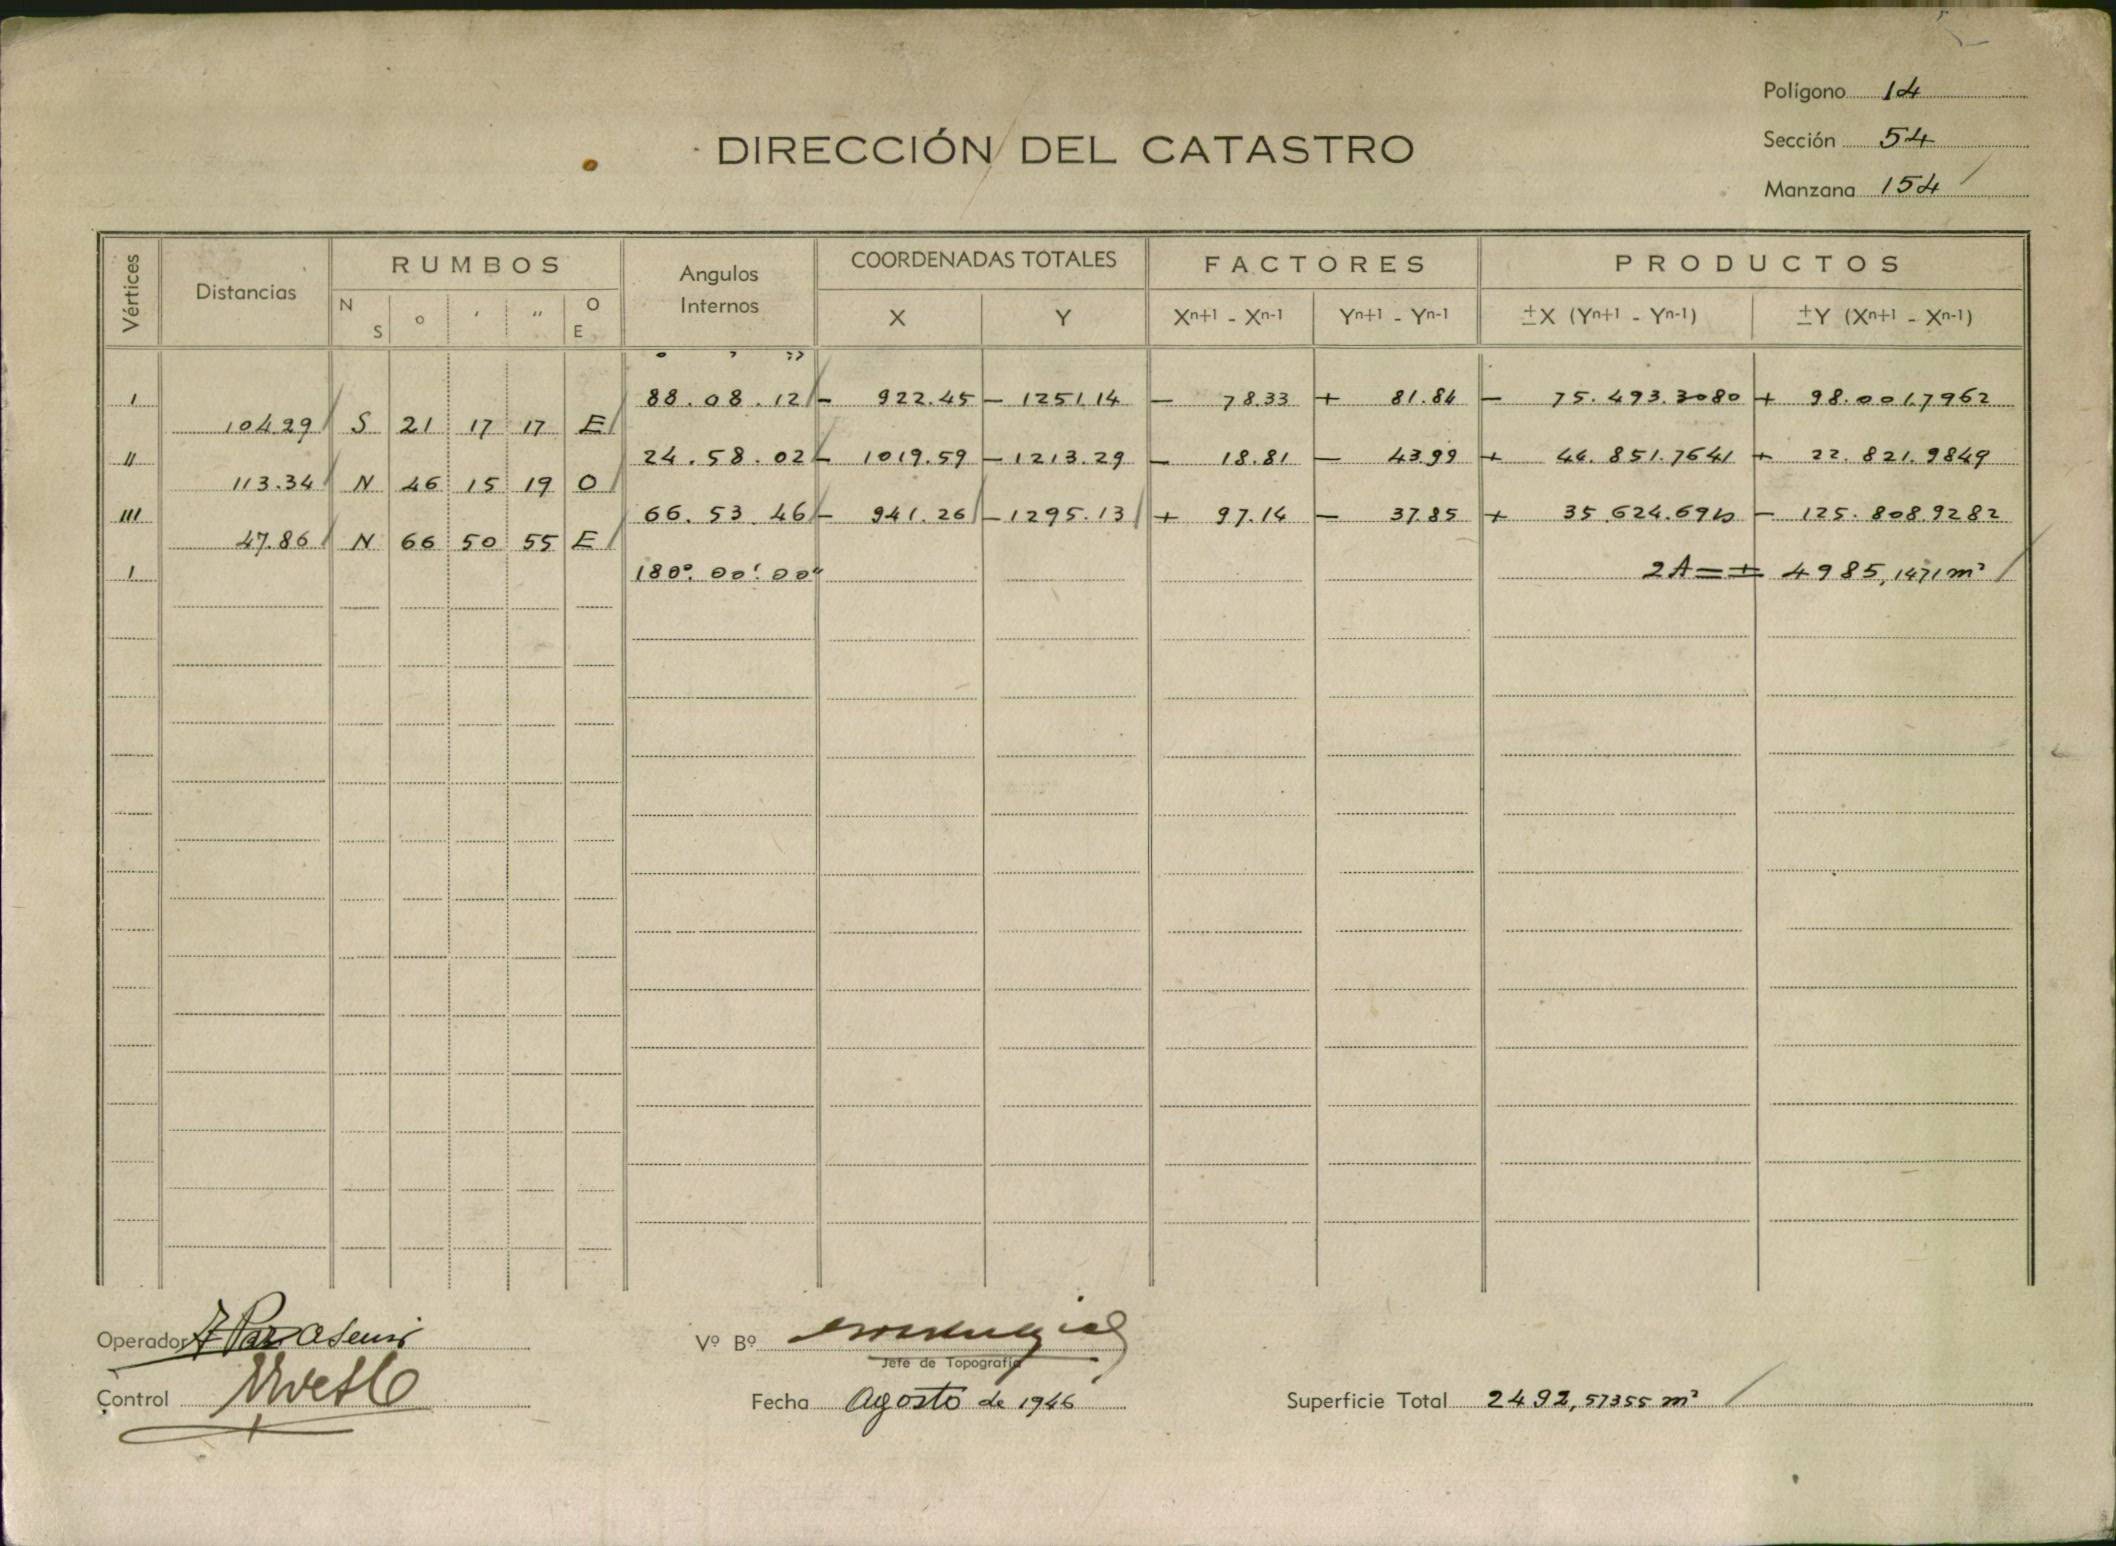 Polígono 14
DIRECCIÓN DEL CATASTRO
Sección 54
Manzana 154
Vértices Distancias RUMBOS Angulos Internos COORDENADAS TOTALES FACTORES PRODUCTOS
N S o ′ ″ O E X Y Xn+1 - Xn-1 Yn+1 - Yn-1 ±X (Yn+1 - Yn-1) ±Y (Xn+1 - Xn-1)
° ′ ″
I 88.08.12 - 922.45 - 1251.14 - 78.33 + 81.84 - 75.493.3080 + 98.001.7962
104.29 S 21 17 17 E
II 24.58.02 - 1019.59 - 1213.29 - 18.81 - 43.99 + 44.851.7641 + 22.821.9849
113.34 N 46 15 19 O
III 66.53.46 - 941.26 - 1295.13 + 97.14 - 37.85 + 35.624.6910 - 125.808.9282
47.86 N 66 50 55 E
I 180°.00′.00″ 2A = ± 4985,1471 m²
Operador
Vº Bº
Jefe de Topografía
Control
Fecha Agosto de 1946
Superficie Total 2492,57355 m²